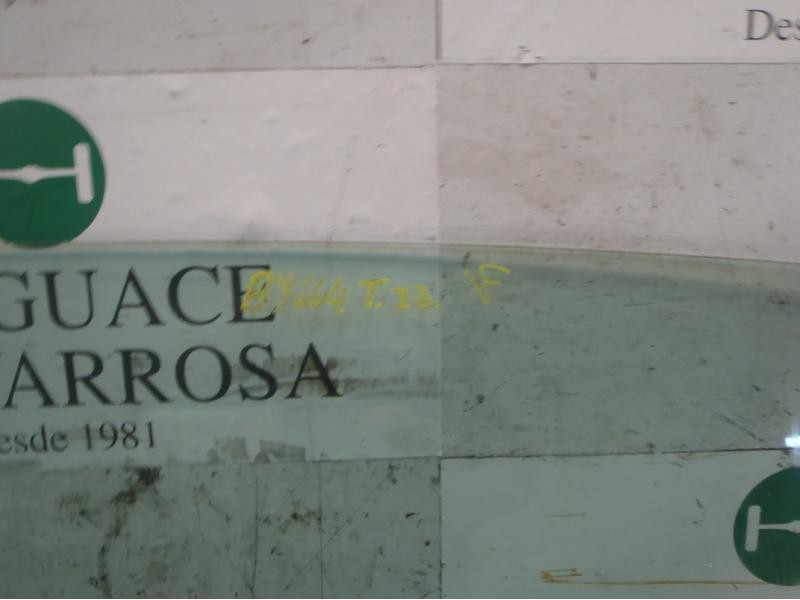 Des
GUACE
ARROSA
esde 1981